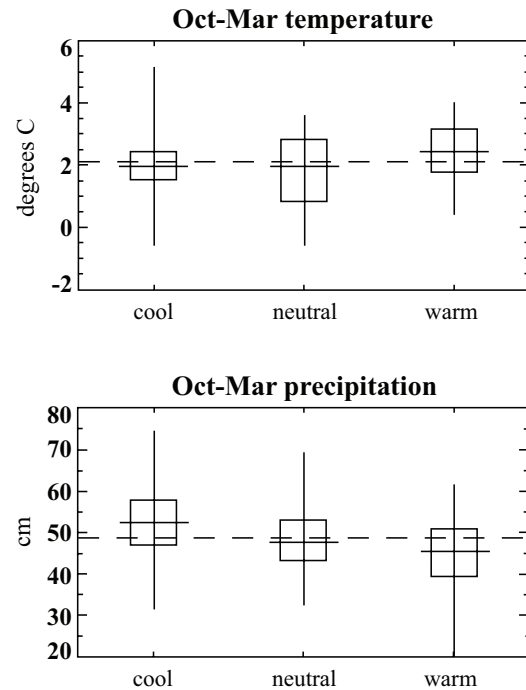 Oct-Mar temperature
6
4
2
0
-2
degrees C
cool neutral warm
Oct-Mar precipitation
80
70
60
50
40
30
20
cm
cool neutral warm